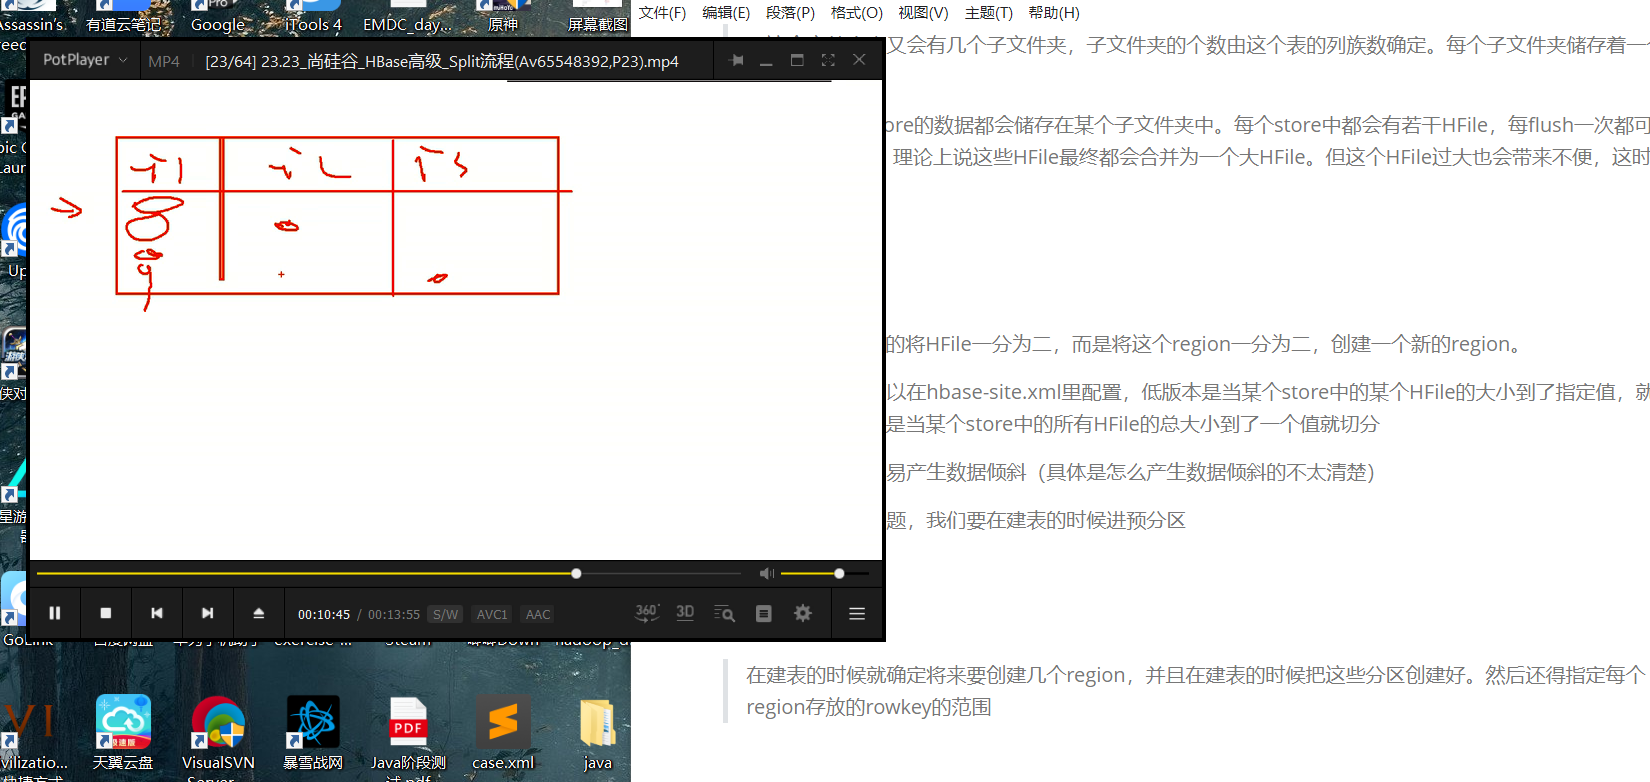 Assassin's
有道云笔记
Google
iTools 4
EMDC_day...
原神
屏幕截图
文件(F) 编辑(E) 段落(P) 格式(O) 视图(V) 主题(T) 帮助(H)
又会有几个子文件夹，子文件夹的个数由这个表的列族数确定。每个子文件夹储存着一
PotPlayer MP4 [23/64] 23.23_尚硅谷_HBase高级_Split流程(Av65548392,P23).mp4
ore的数据都会储存在某个子文件夹中。每个store中都会有若干HFile，每flush一次都可
理论上说这些HFile最终都会合并为一个大HFile。但这个HFile过大也会带来不便，这时
的将HFile一分为二，而是将这个region一分为二，创建一个新的region。
以在hbase-site.xml里配置，低版本是当某个store中的某个HFile的大小到了指定值，就
是当某个store中的所有HFile的总大小到了一个值就切分
易产生数据倾斜（具体是怎么产生数据倾斜的不太清楚）
题，我们要在建表的时候进预分区
00:10:45 / 00:13:55 S/W AVC1 AAC 360° 3D
在建表的时候就确定将来要创建几个region，并且在建表的时候把这些分区创建好。然后还得指定每个
region存放的rowkey的范围
PDF
vilizatio...
天翼云盘
VisualSVN
暴雪战网
Java阶段测
case.xml
java